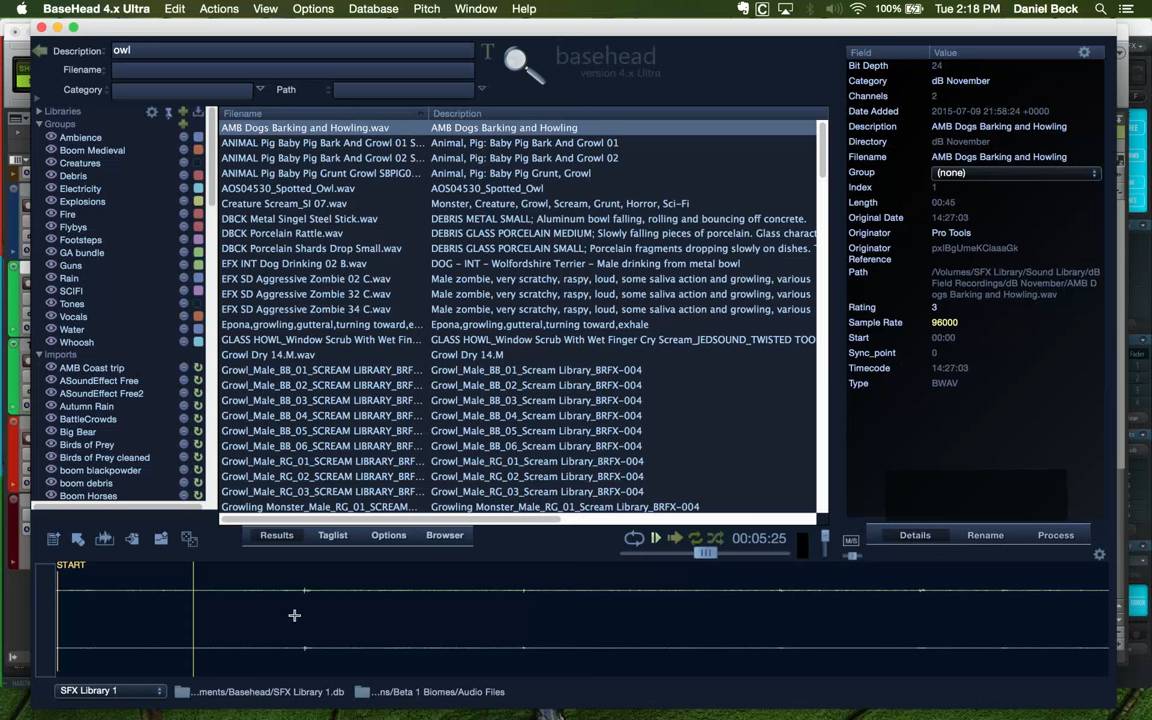 BaseHead 4.x Ultra Edit Actions View Options Database Pitch Window Help 100% Tue 2:18 PM Daniel Beck
Description: owl
Filename:
Category Path
T basehead
version 4.x Ultra
Libraries
Groups
Ambience
Boom Medieval
Creatures
Debris
Electricity
Explosions
Fire
Flybys
Footsteps
GA bundle
Guns
Rain
SCIFI
Tones
Vocals
Water
Whoosh
Imports
AMB Coast trip
ASoundEffect Free
ASoundEffect Free2
Autumn Rain
BattleCrowds
Big Bear
Birds of Prey
Birds of Prey cleaned
boom blackpowder
boom debris
Boom Horses
Filename Description
AMB Dogs Barking and Howling.wav AMB Dogs Barking and Howling
ANIMAL Pig Baby Pig Bark And Growl 01 S... Animal, Pig: Baby Pig Bark And Growl 01
ANIMAL Pig Baby Pig Bark And Growl 02 S... Animal, Pig: Baby Pig Bark And Growl 02
ANIMAL Pig Baby Pig Grunt Growl SBPIG0... Animal, Pig: Baby Pig Grunt, Growl
AOS04530_Spotted_Owl.wav AOS04530_Spotted_Owl
Creature Scream_SI 07.wav Monster, Creature, Growl, Scream, Grunt, Horror, Sci-Fi
DBCK Metal Singel Steel Stick.wav DEBRIS METAL SMALL; Aluminum bowl falling, rolling and bouncing off concrete.
DBCK Porcelain Rattle.wav DEBRIS GLASS PORCELAIN MEDIUM; Slowly falling pieces of porcelain. Glass charact
DBCK Porcelain Shards Drop Small.wav DEBRIS GLASS PORCELAIN SMALL; Porcelain fragments dropping slowly on dishes. T
EFX INT Dog Drinking 02 B.wav DOG - INT - Wolfordshire Terrier - Male drinking from metal bowl
EFX SD Aggressive Zombie 02 C.wav Male zombie, very scratchy, raspy, loud, some saliva action and growling, various
EFX SD Aggressive Zombie 32 C.wav Male zombie, very scratchy, raspy, loud, some saliva action and growling, various
EFX SD Aggressive Zombie 34 C.wav Male zombie, very scratchy, raspy, loud, some saliva action and growling, various
Epona,growling,gutteral,turning toward,e... Epona,growling,gutteral,turning toward,exhale
GLASS HOWL_Window Scrub With Wet Fin... GLASS HOWL_Window Scrub With Wet Finger Cry Scream_JEDSOUND_TWISTED TOO
Growl Dry 14.M.wav Growl Dry 14.M
Growl_Male_BB_01_SCREAM LIBRARY_BRF... Growl_Male_BB_01_Scream Library_BRFX-004
Growl_Male_BB_02_SCREAM LIBRARY_BRF... Growl_Male_BB_02_Scream Library_BRFX-004
Growl_Male_BB_03_SCREAM LIBRARY_BRF... Growl_Male_BB_03_Scream Library_BRFX-004
Growl_Male_BB_04_SCREAM LIBRARY_BRF... Growl_Male_BB_04_Scream Library_BRFX-004
Growl_Male_BB_05_SCREAM LIBRARY_BRF... Growl_Male_BB_05_Scream Library_BRFX-004
Growl_Male_BB_06_SCREAM LIBRARY_BRF... Growl_Male_BB_06_Scream Library_BRFX-004
Growl_Male_RG_01_SCREAM LIBRARY_BRF... Growl_Male_RG_01_Scream Library_BRFX-004
Growl_Male_RG_02_SCREAM LIBRARY_BRF... Growl_Male_RG_02_Scream Library_BRFX-004
Growl_Male_RG_03_SCREAM LIBRARY_BRF... Growl_Male_RG_03_Scream Library_BRFX-004
Growling Monster_Male_RG_01_SCREAM... Growling Monster_Male_RG_01_Scream Library_BRFX-004
Field Value
Bit Depth 24
Category dB November
Channels 2
Date Added 2015-07-09 21:58:24 +0000
Description AMB Dogs Barking and Howling
Directory dB November
Filename AMB Dogs Barking and Howling
Group (none)
Index 1
Length 00:45
Original Date 14:27:03
Originator Pro Tools
Originator pxlBgUmeKClaaaGk
Reference
Path /Volumes/SFX Library/Sound Library/dB
Field Recordings/dB November/AMB D
ogs Barking and Howling.wav
Rating 3
Sample Rate 96000
Start 00:00
Sync_point 0
Timecode 14:27:03
Type BWAV
Results Taglist Options Browser 00:05:25 M/S Details Rename Process
START
SFX Library 1 ...ments/Basehead/SFX Library 1.db ...ns/Beta 1 Biomes/Audio Files